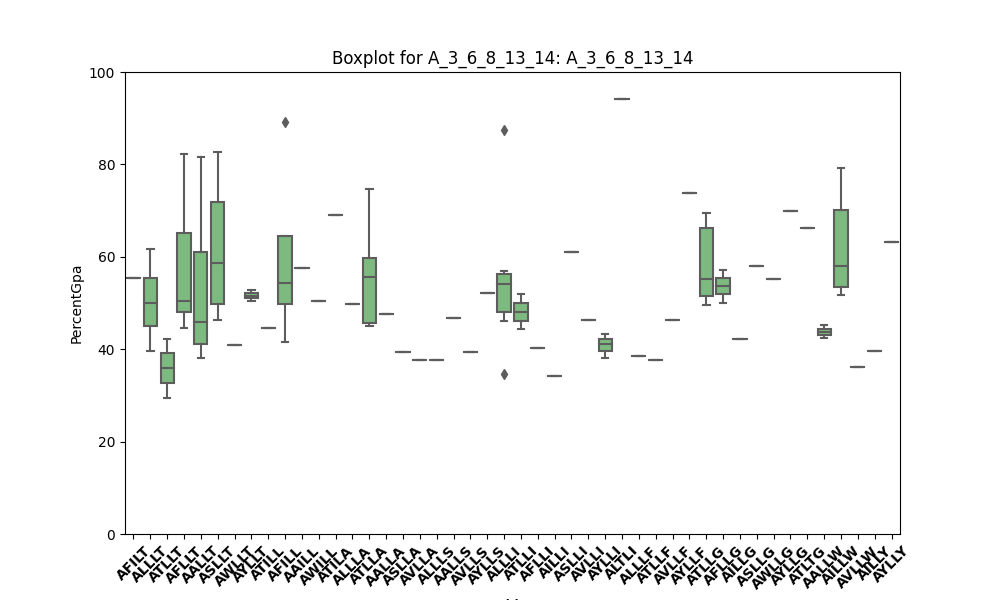 Boxplot for A_3_6_8_13_14: A_3_6_8_13_14
PercentGpa
100
80
60
40
20
0
AFILT
ALLLT
ATLLT
AFLLT
AALLT
ASLLT
AWLLT
AYLLT
ATILL
AFILL
AAILL
AWILL
ATILA
ALLLA
ATLLA
AALLA
ASLLA
AVLLA
ALLLS
AALLS
AVLLS
AYLLS
ALLLI
ATLLI
AFLLI
AILLI
ASLLI
AVLLI
AYLLI
ALTLI
ALLLF
ATLLF
AVLLF
AYLLF
ATLLG
AFLLG
AILLG
ASLLG
AWLLG
AYLLG
ATLTG
AALLW
AILLW
AVLLW
AILLY
AYLLY